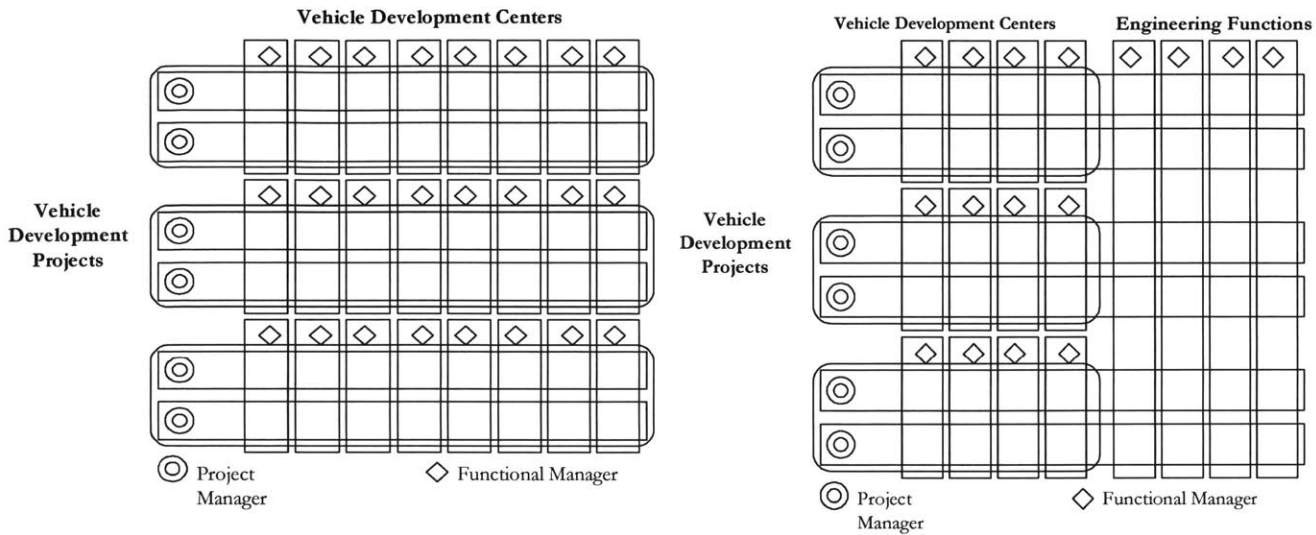 Vehicle Development Centers
Vehicle
Development
Projects
Project
Manager
Functional Manager
Vehicle Development Centers
Engineering Functions
Vehicle
Development
Projects
Project
Manager
Functional Manager